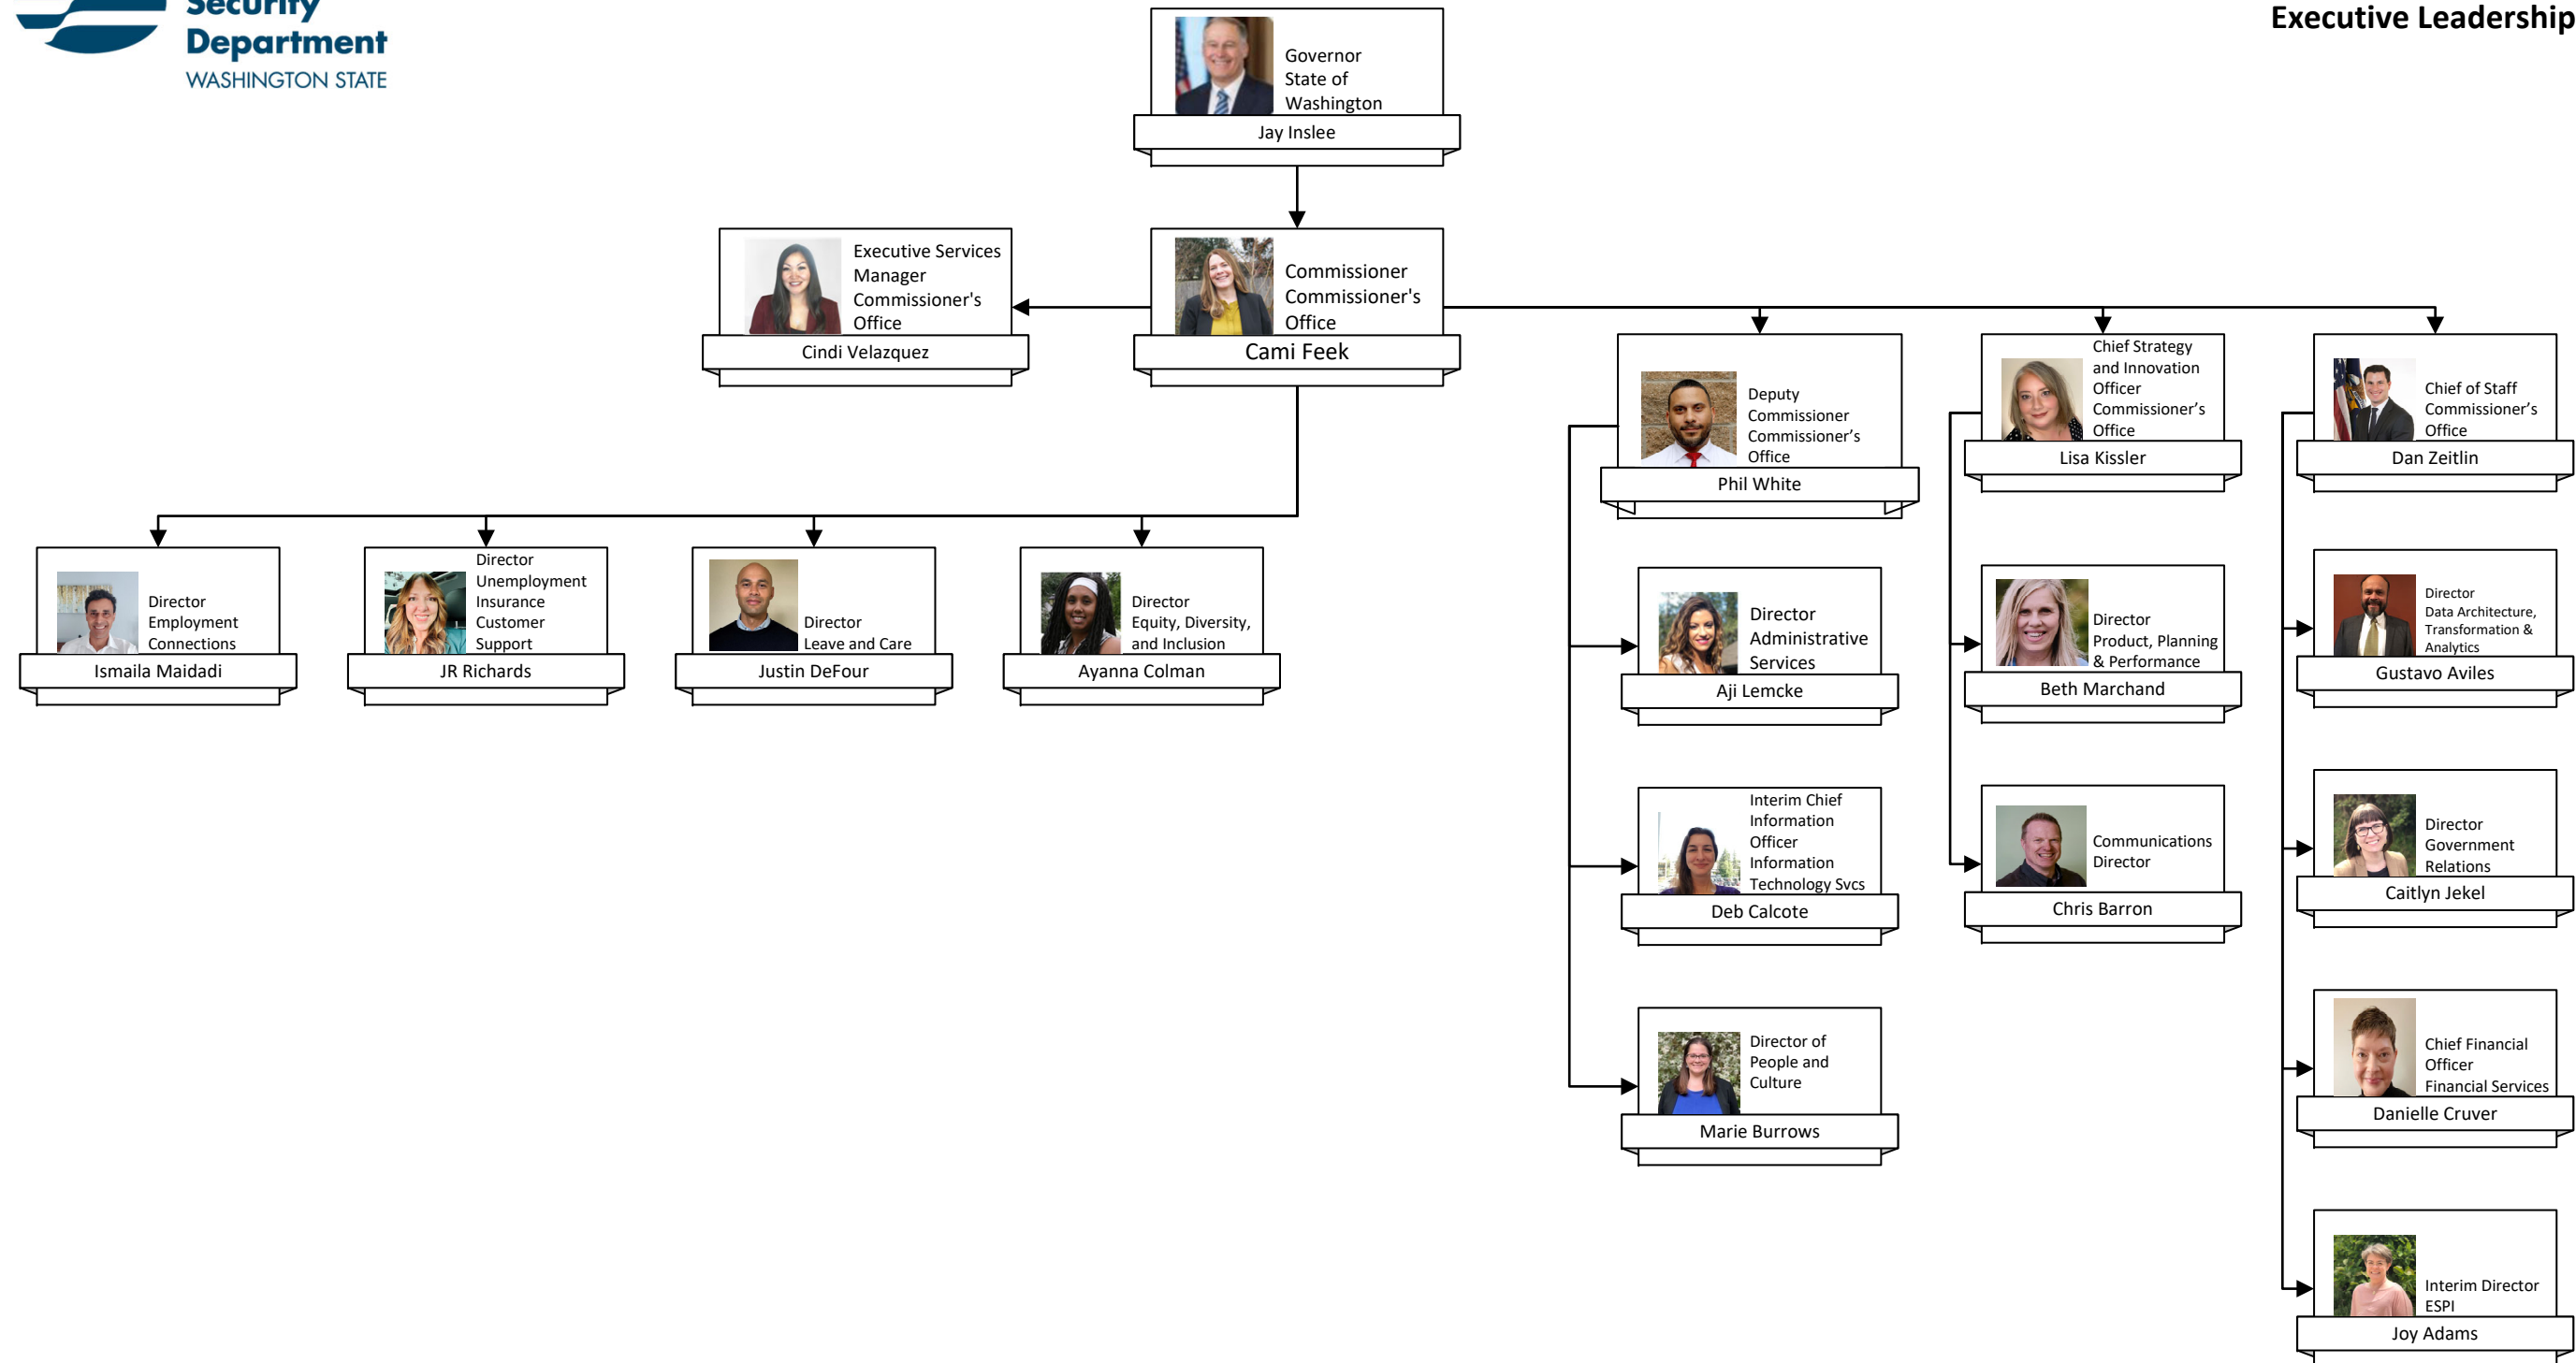 Security
Department
WASHINGTON STATE
Executive Leadership
Governor
State of
Washington
Jay Inslee
Executive Services
Manager
Commissioner's
Office
Cindi Velazquez
Commissioner
Commissioner's
Office
Cami Feek
Deputy
Commissioner
Commissioner’s
Office
Phil White
Chief Strategy
and Innovation
Officer
Commissioner’s
Office
Lisa Kissler
Chief of Staff
Commissioner’s
Office
Dan Zeitlin
Director
Employment
Connections
Ismaila Maidadi
Director
Unemployment
Insurance
Customer
Support
JR Richards
Director
Leave and Care
Justin DeFour
Director
Equity, Diversity,
and Inclusion
Ayanna Colman
Director
Administrative
Services
Aji Lemcke
Director
Product, Planning
& Performance
Beth Marchand
Director
Data Architecture,
Transformation &
Analytics
Gustavo Aviles
Interim Chief
Information
Officer
Information
Technology Svcs
Deb Calcote
Communications
Director
Chris Barron
Director
Government
Relations
Caitlyn Jekel
Director of
People and
Culture
Marie Burrows
Chief Financial
Officer
Financial Services
Danielle Cruver
Interim Director
ESPI
Joy Adams